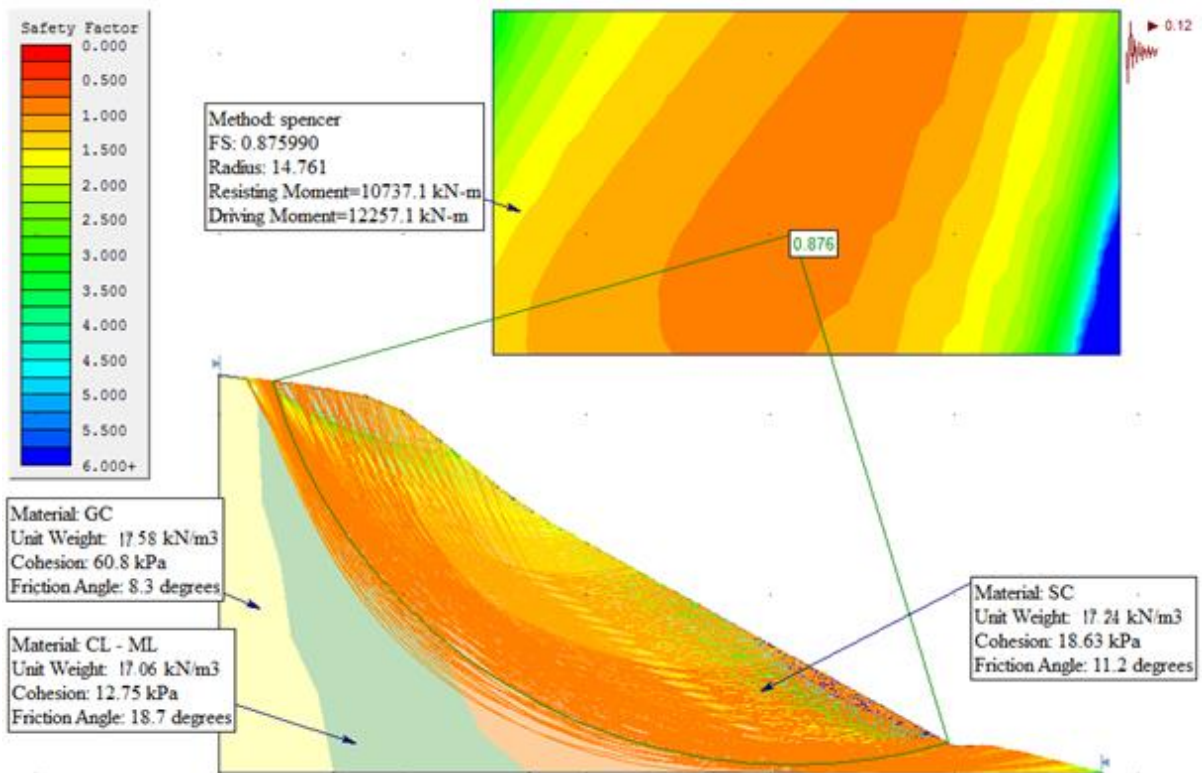 Safety Factor
0.000
0.500
1.000
1.500
2.000
2.500
3.000
3.500
4.000
4.500
5.000
5.500
6.000+
Method: spencer
FS: 0.875990
Radius: 14.761
Resisting Moment=10737.1 kN-m
Driving Moment=12257.1 kN-m
0.12
0.876
Material: GC
Unit Weight: 17.58 kN/m3
Cohesion: 60.8 kPa
Friction Angle: 8.3 degrees
Material: CL - ML
Unit Weight: 17.06 kN/m3
Cohesion: 12.75 kPa
Friction Angle: 18.7 degrees
Material: SC
Unit Weight: 17.24 kN/m3
Cohesion: 18.63 kPa
Friction Angle: 11.2 degrees